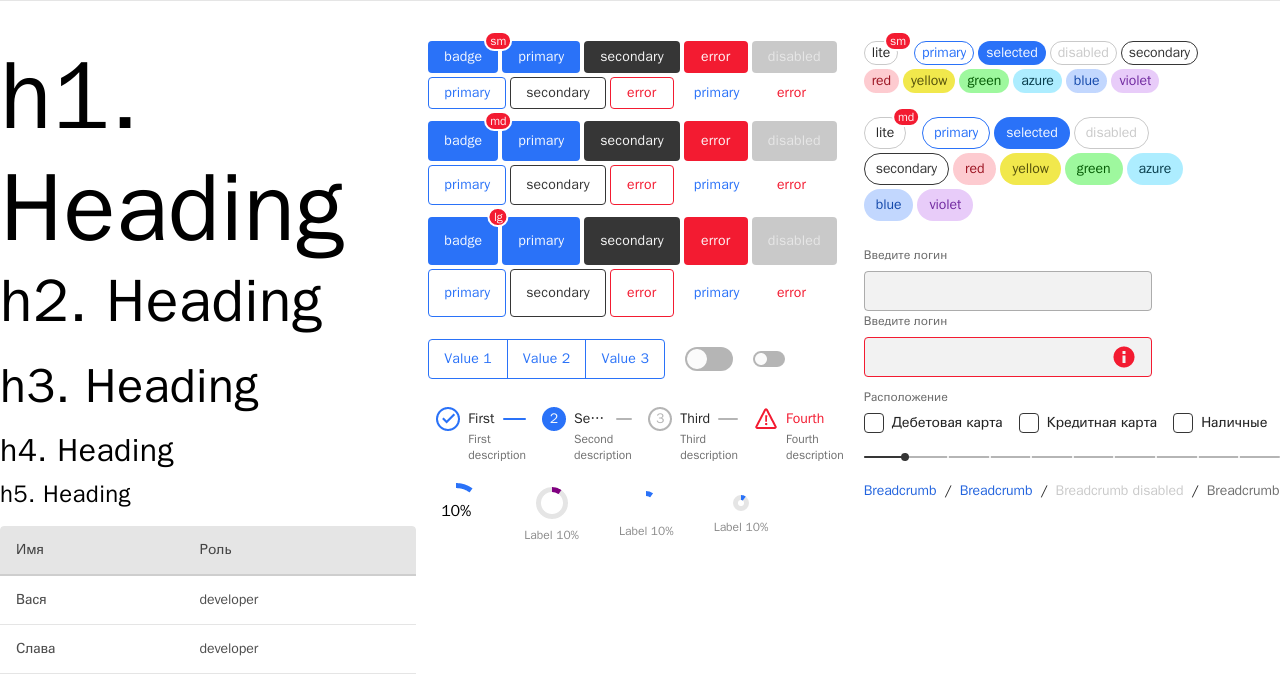 h1.
Heading
h2. Heading
h3. Heading
h4. Heading
h5. Heading
Имя Роль
Вася developer
Слава developer
sm
badge primary secondary error disabled
primary secondary error primary error
md
badge primary secondary error disabled
primary secondary error primary error
lg
badge primary secondary error disabled
primary secondary error primary error
Value 1 Value 2 Value 3
First 2 Se··· 3 Third Fourth
First Second Third Fourth
description description description description
10%
Label 10% Label 10% Label 10%
sm
lite primary selected disabled secondary
red yellow green azure blue violet
md
lite primary selected disabled
secondary red yellow green azure
blue violet
Введите логин
Введите логин
Расположение
Дебетовая карта Кредитная карта Наличные
Breadcrumb / Breadcrumb / Breadcrumb disabled / Breadcrumb